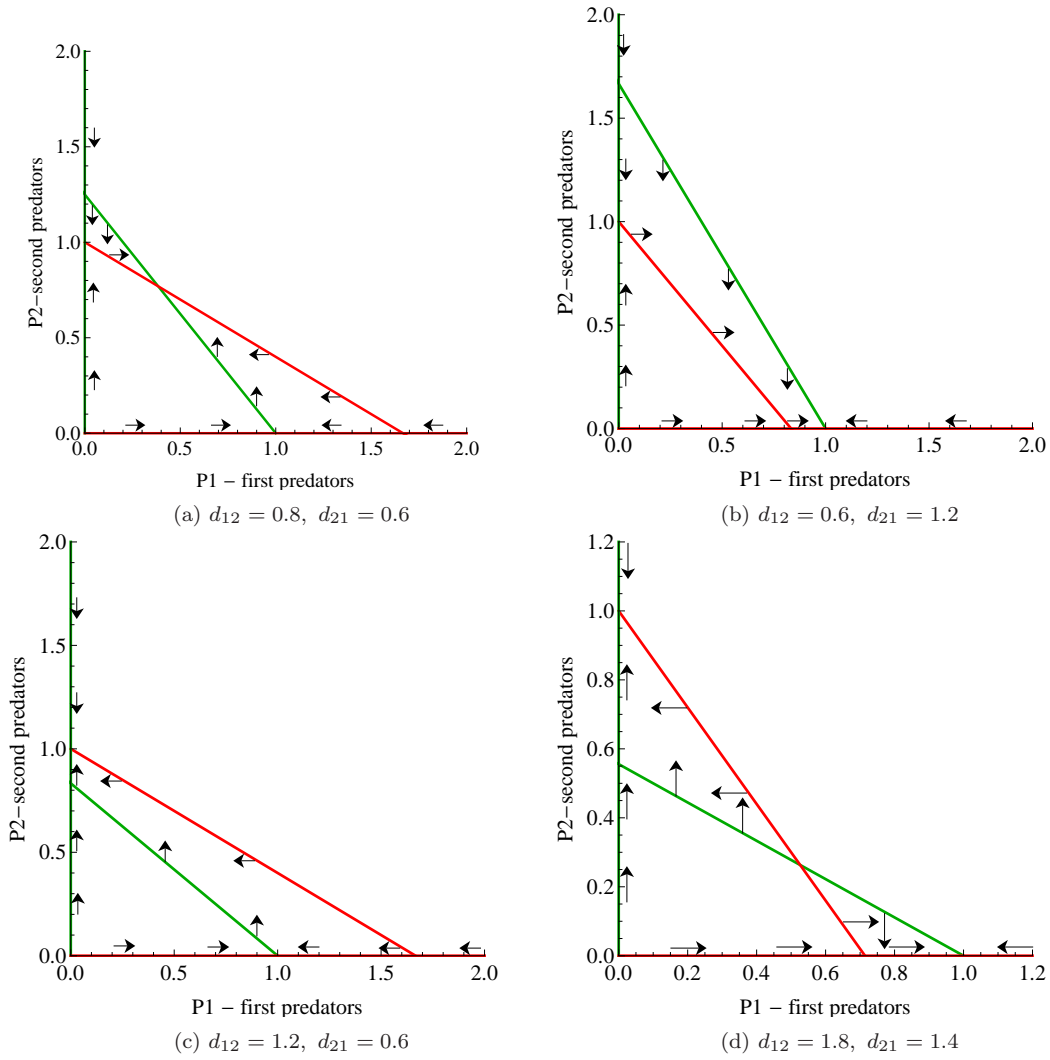 2.0
1.5
1.0
0.5
0.0
P2−second predators
0.0 0.5 1.0 1.5 2.0
P1 − first predators
(a) d12 = 0.8, d21 = 0.6
2.0
1.5
1.0
0.5
0.0
P2−second predators
0.0 0.5 1.0 1.5 2.0
P1 − first predators
(b) d12 = 0.6, d21 = 1.2
2.0
1.5
1.0
0.5
0.0
P2−second predators
0.0 0.5 1.0 1.5 2.0
P1 − first predators
(c) d12 = 1.2, d21 = 0.6
1.2
1.0
0.8
0.6
0.4
0.2
0.0
P2−second predators
0.0 0.2 0.4 0.6 0.8 1.0 1.2
P1 − first predators
(d) d12 = 1.8, d21 = 1.4